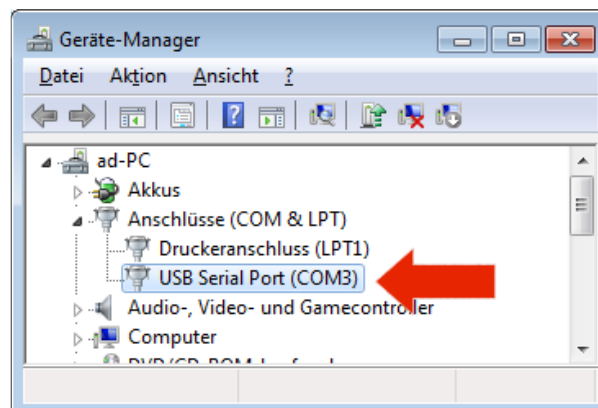 Geräte-Manager
Datei Aktion Ansicht ?
ad-PC
Akkus
Anschlüsse (COM & LPT)
Druckeranschluss (LPT1)
USB Serial Port (COM3)
Audio-, Video- und Gamecontroller
Computer